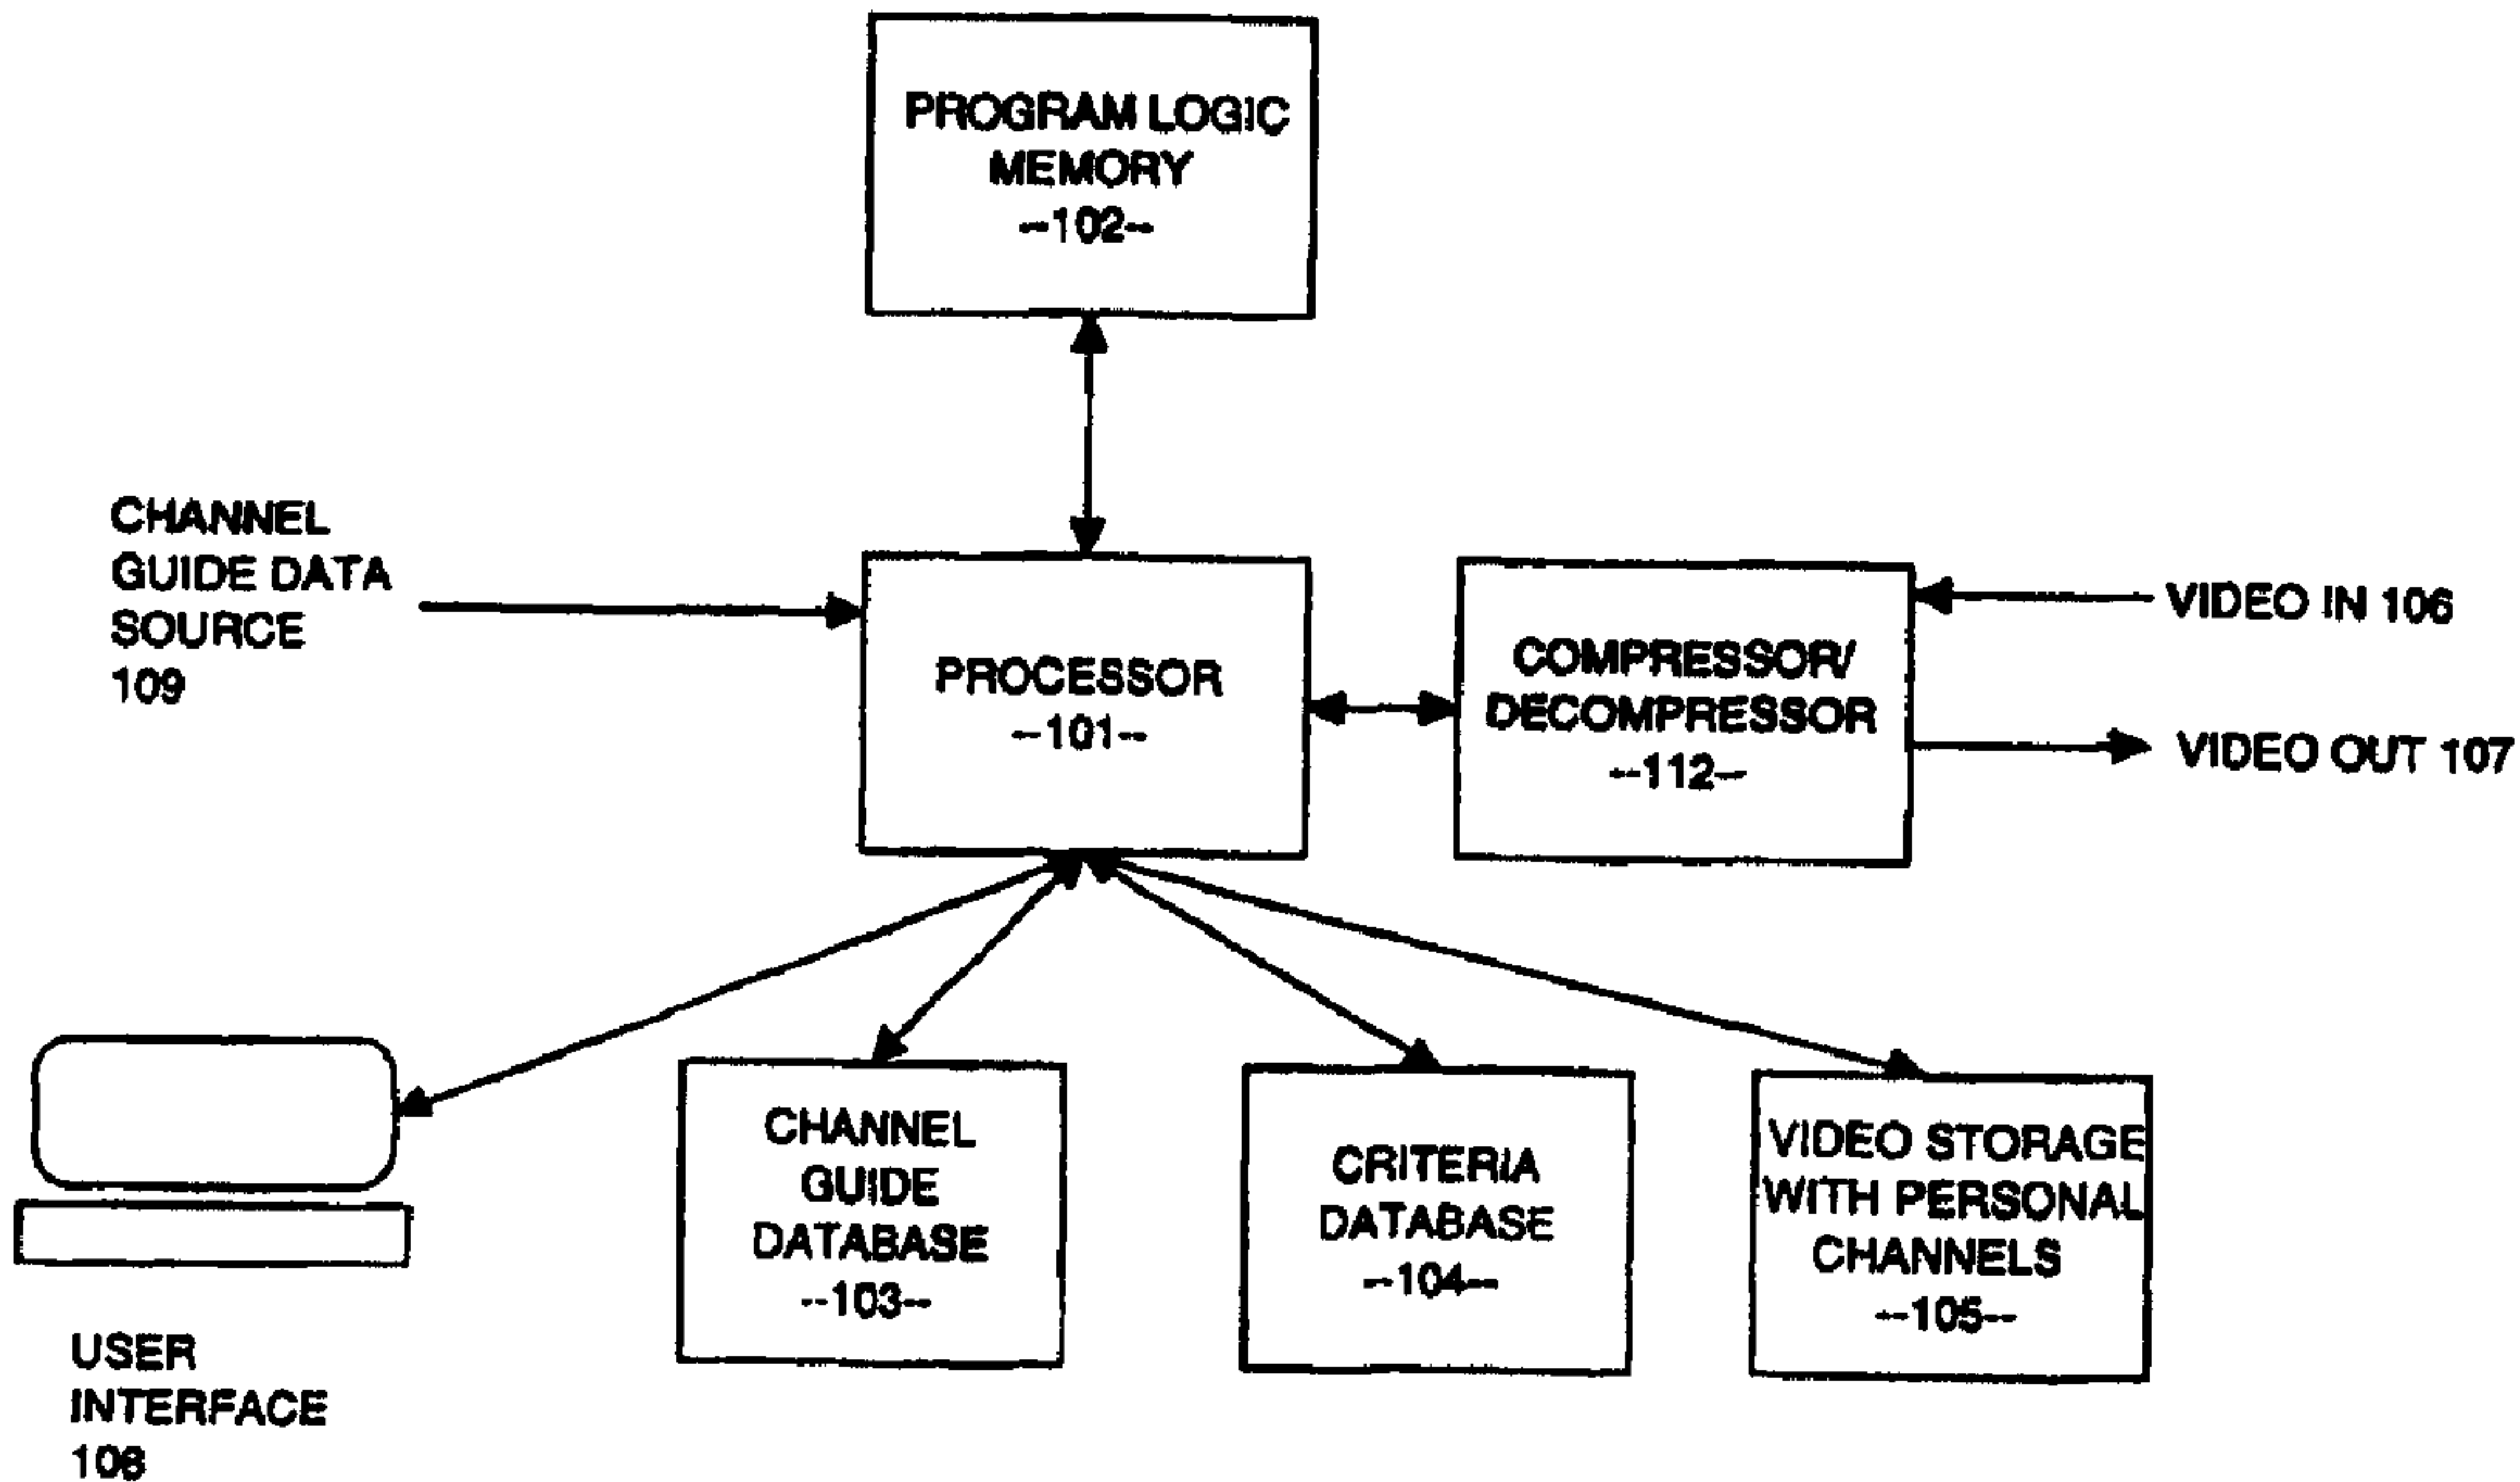 PROGRAM LOGIC
MEMORY
--102--
CHANNEL
GUIDE DATA
SOURCE
109
PROCESSOR
--101--
COMPRESSOR/
DECOMPRESSOR
--112--
VIDEO IN 106
VIDEO OUT 107
USER
INTERFACE
108
CHANNEL
GUIDE
DATABASE
--103--
CRITERIA
DATABASE
--104--
VIDEO STORAGE
WITH PERSONAL
CHANNELS
--105--